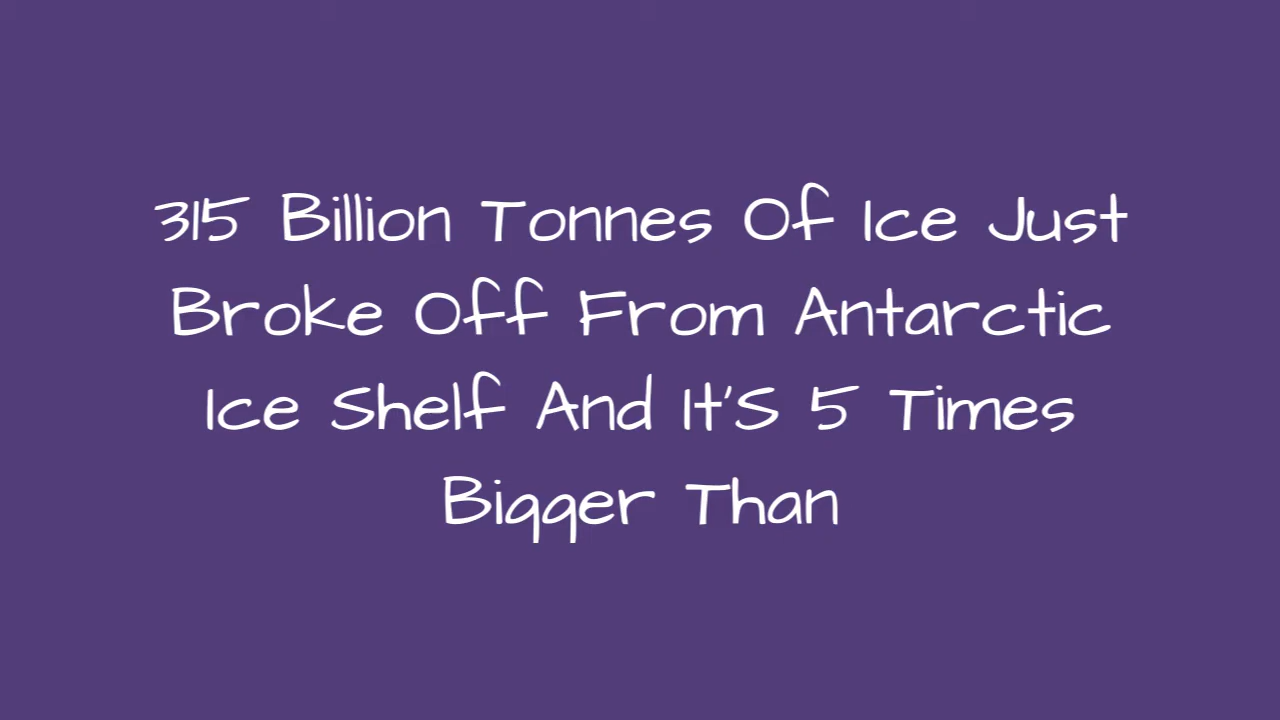 315 Billion Tonnes Of Ice Just
Broke Off From Antarctic
Ice Shelf And It'S 5 Times
Bigger Than